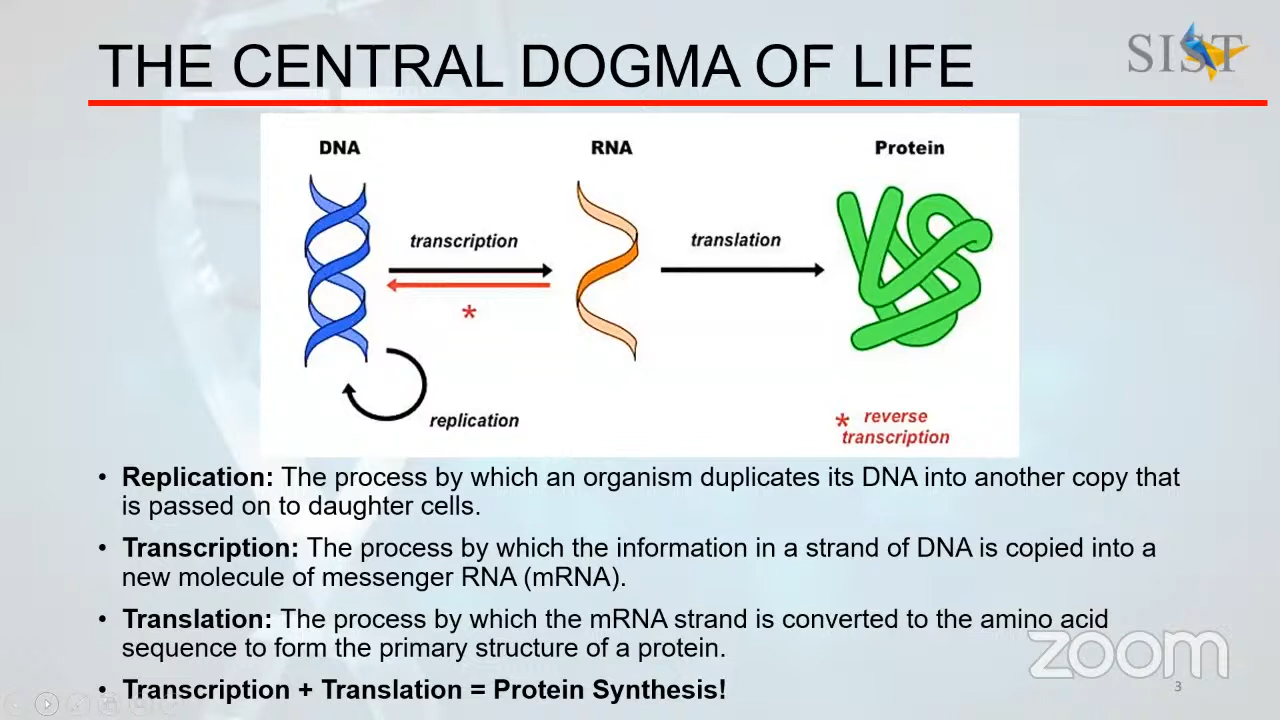 THE CENTRAL DOGMA OF LIFE
SIST
DNA
RNA
Protein
transcription
translation
*
replication
* reverse
transcription
• Replication: The process by which an organism duplicates its DNA into another copy that
is passed on to daughter cells.
• Transcription: The process by which the information in a strand of DNA is copied into a
new molecule of messenger RNA (mRNA).
• Translation: The process by which the mRNA strand is converted to the amino acid
sequence to form the primary structure of a protein.
• Transcription + Translation = Protein Synthesis!
zoom
3